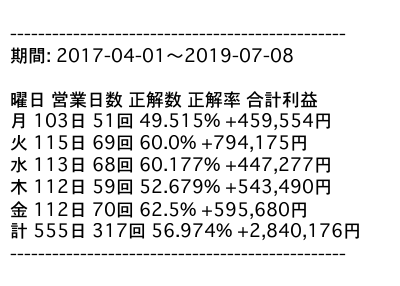 ------------------------------------------------
期間: 2017-04-01〜2019-07-08
曜日 営業日数 正解数 正解率 合計利益
月 103日 51回 49.515% +459,554円
火 115日 69回 60.0% +794,175円
水 113日 68回 60.177% +447,277円
木 112日 59回 52.679% +543,490円
金 112日 70回 62.5% +595,680円
計 555日 317回 56.974% +2,840,176円
------------------------------------------------